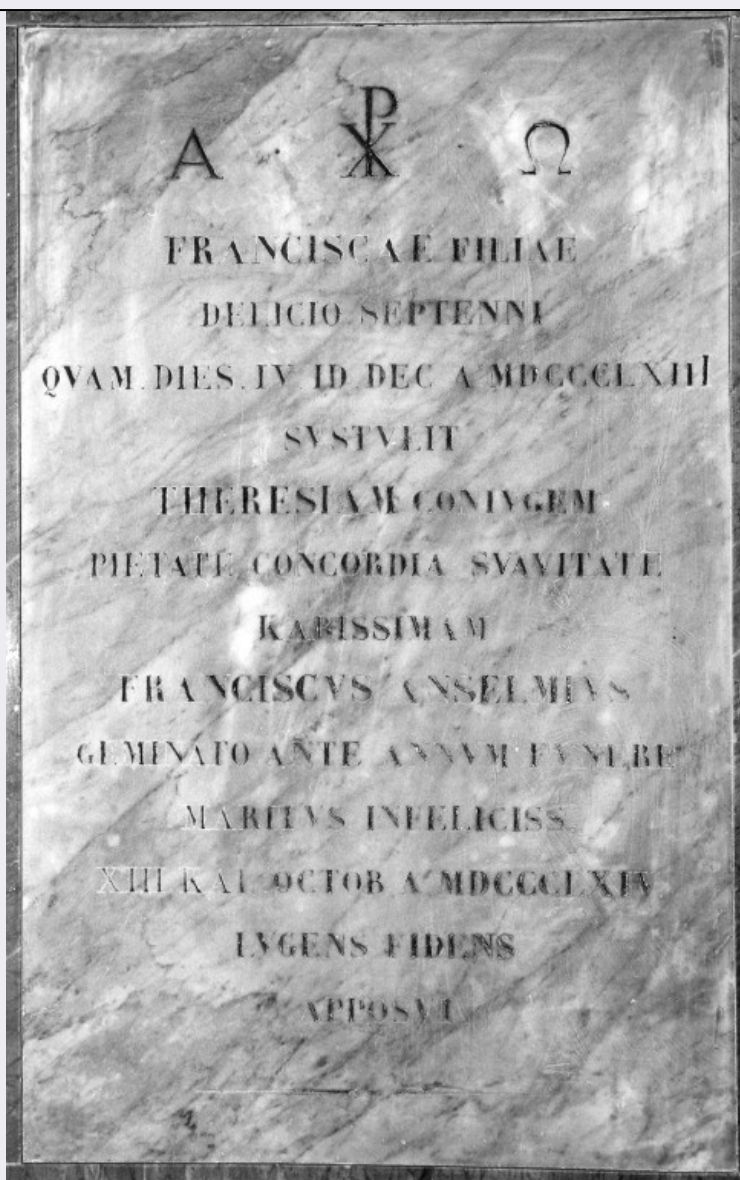 Α ☧ Ω
FRANCISCAE FILIAE
DELICIO SEPTENNI
QVAM . DIES . IV ID DEC A MDCCCLXIII
SVSTVLIT
THERESIAM CONIVGEM
PIETATE CONCORDIA SVAVITATE
KARISSIMAM
FRANCISCVS ANSELMIVS
GEMINATO ANTE ANNVM FVNERE
MARITVS INFELICISS.
XIII KAL OCTOB A MDCCCLXIV
LVGENS FIDENS
APPOSVI